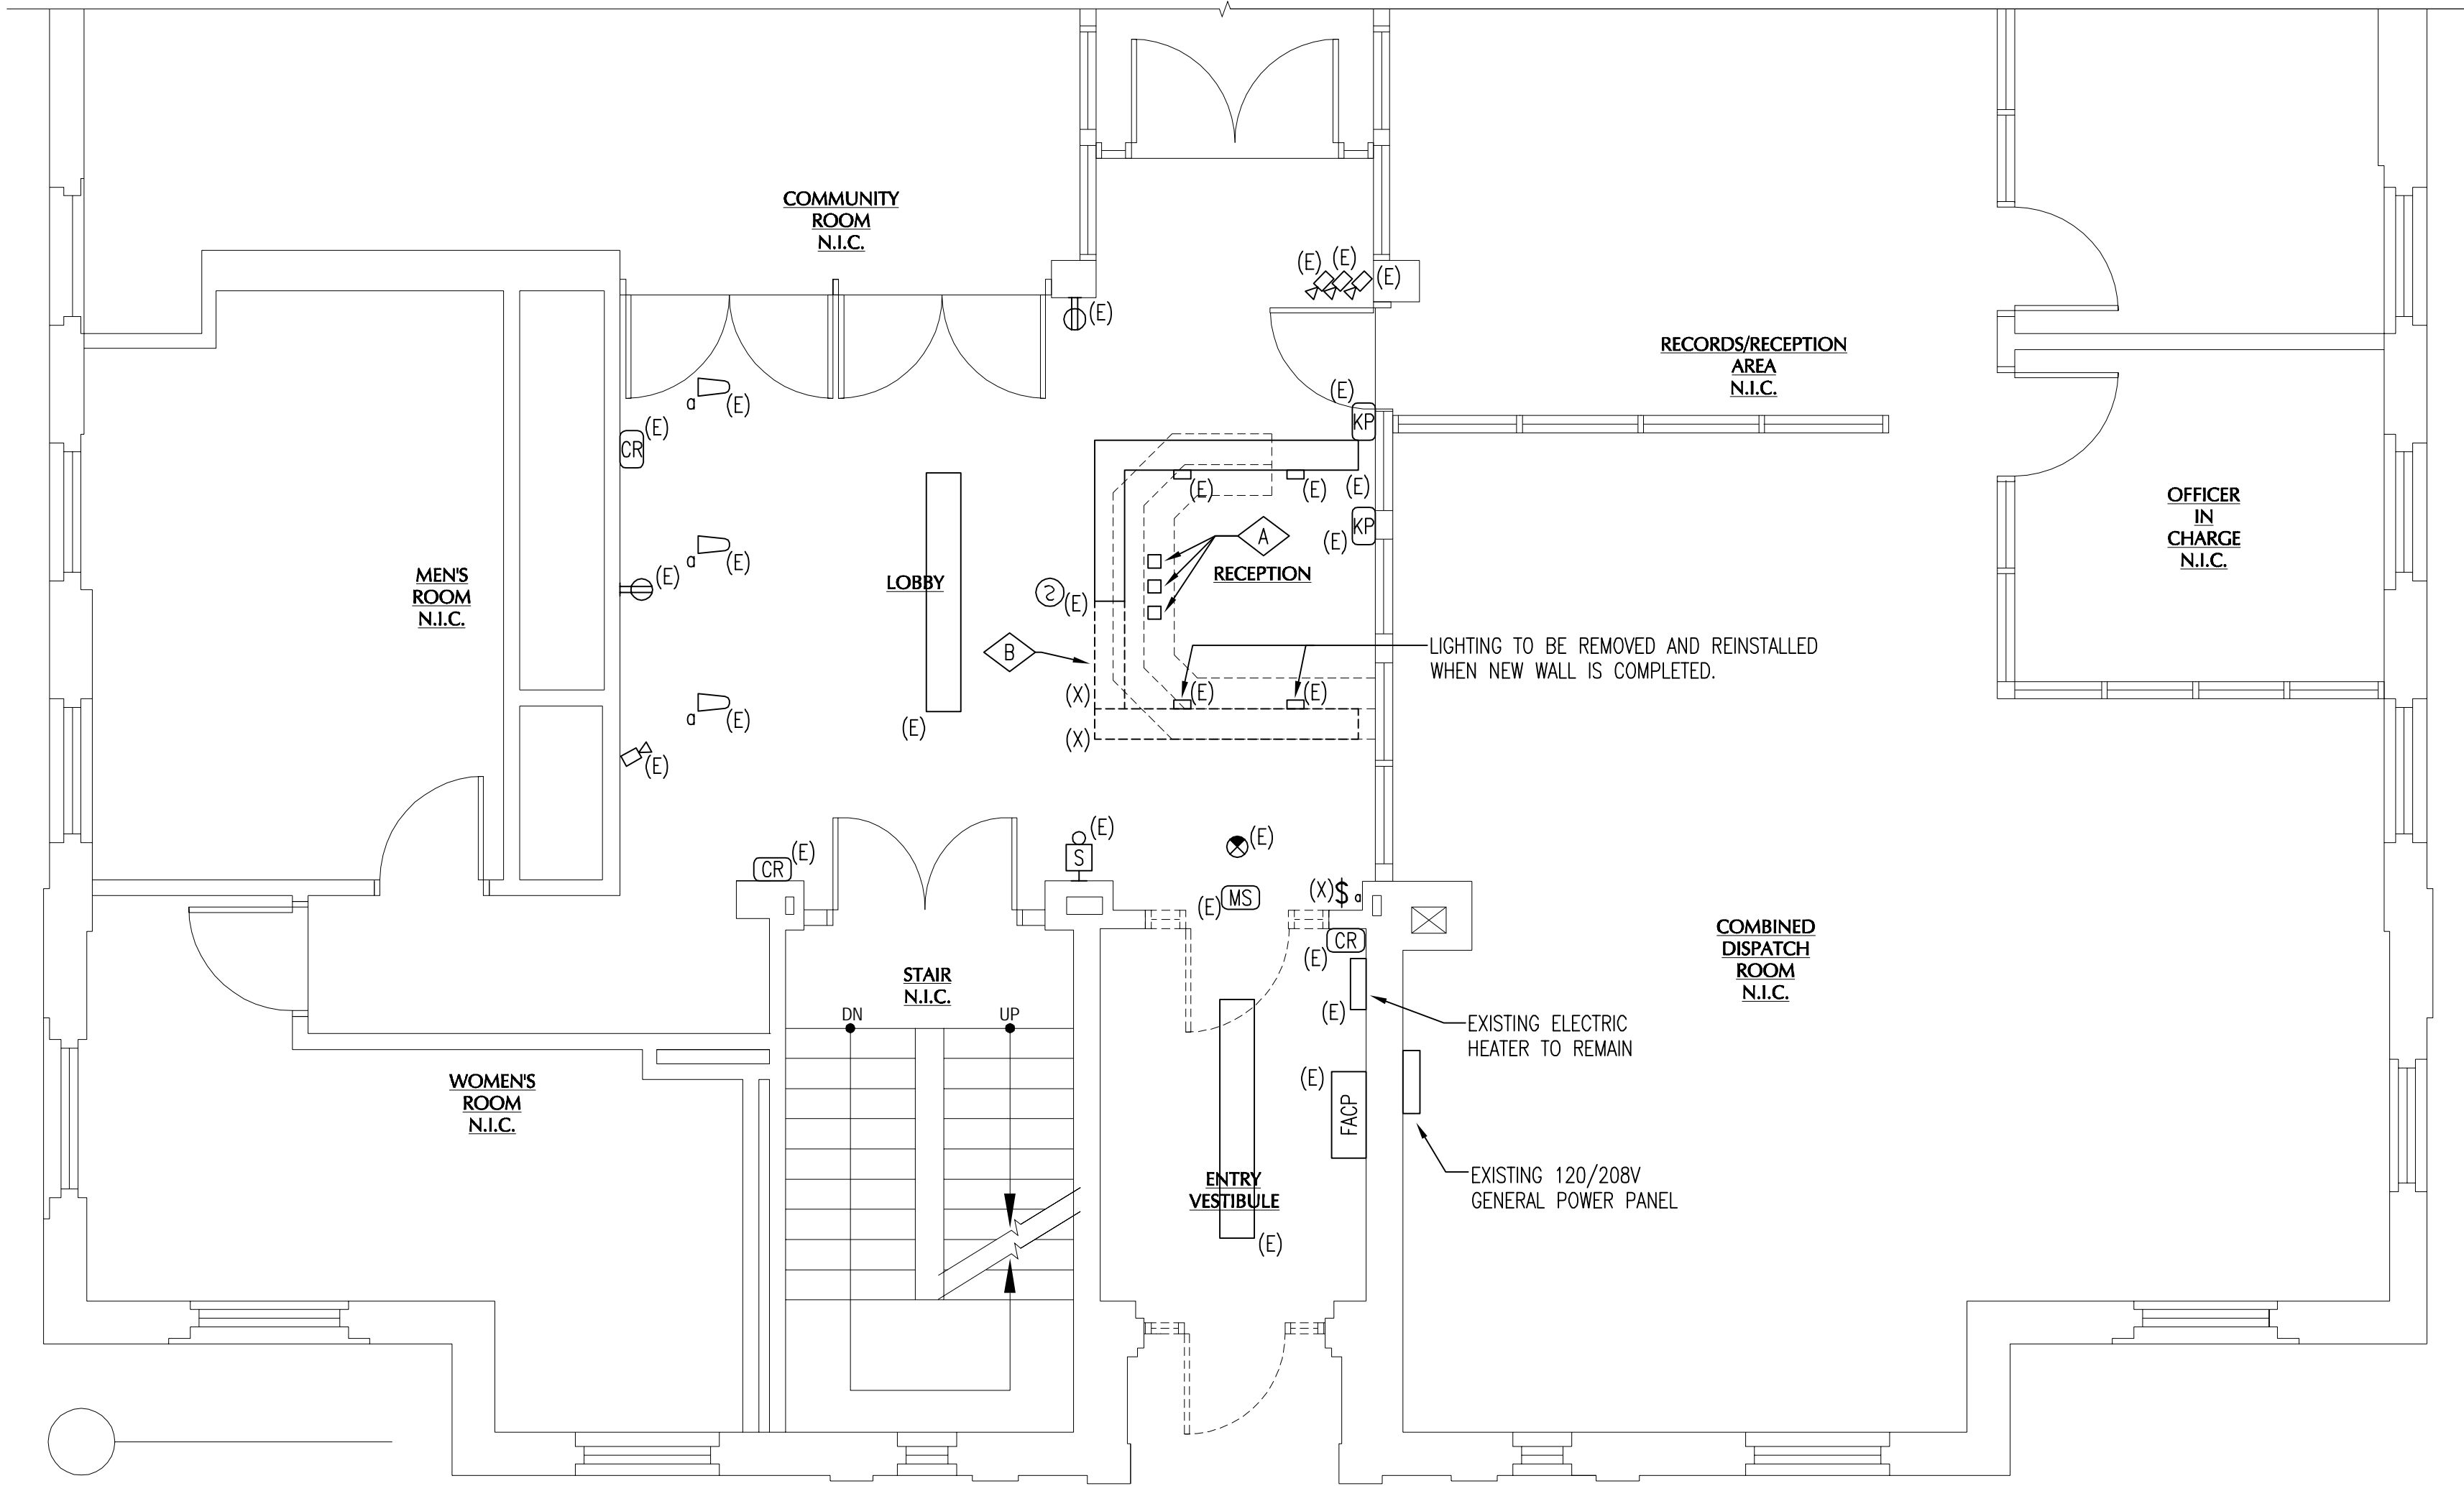 COMMUNITY
ROOM
N.I.C.
(E)
(E)
(E)
(E)
RECORDS/RECEPTION
AREA
N.I.C.
a
(E)
(E)
KP
CR
(E)
(E)
(E)
(E)
KP
(E)
A
OFFICER
IN
CHARGE
N.I.C.
a
(E)
MEN'S
ROOM
N.I.C.
(E)
LOBBY
S
(E)
RECEPTION
B
LIGHTING TO BE REMOVED AND REINSTALLED
WHEN NEW WALL IS COMPLETED.
(X)
(E)
(E)
a
(E)
(E)
(X)
(E)
CR
(E)
S
(E)
(E)
(E)
MS
(X)
$
a
CR
(E)
COMBINED
DISPATCH
ROOM
N.I.C.
STAIR
N.I.C.
DN
UP
(E)
EXISTING ELECTRIC
HEATER TO REMAIN
WOMEN'S
ROOM
N.I.C.
(E)
FACP
ENTRY
VESTIBULE
(E)
EXISTING 120/208V
GENERAL POWER PANEL